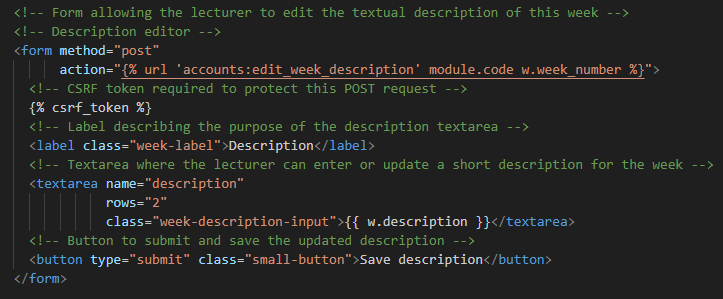 <!-- Form allowing the lecturer to edit the textual description of this week -->
<!-- Description editor -->
<form method="post"
action="{% url 'accounts:edit_week_description' module.code w.week_number %}">
<!-- CSRF token required to protect this POST request -->
{% csrf_token %}
<!-- Label describing the purpose of the description textarea -->
<label class="week-label">Description</label>
<!-- Textarea where the lecturer can enter or update a short description for the week -->
<textarea name="description"
rows="2"
class="week-description-input">{{ w.description }}</textarea>
<!-- Button to submit and save the updated description -->
<button type="submit" class="small-button">Save description</button>
</form>